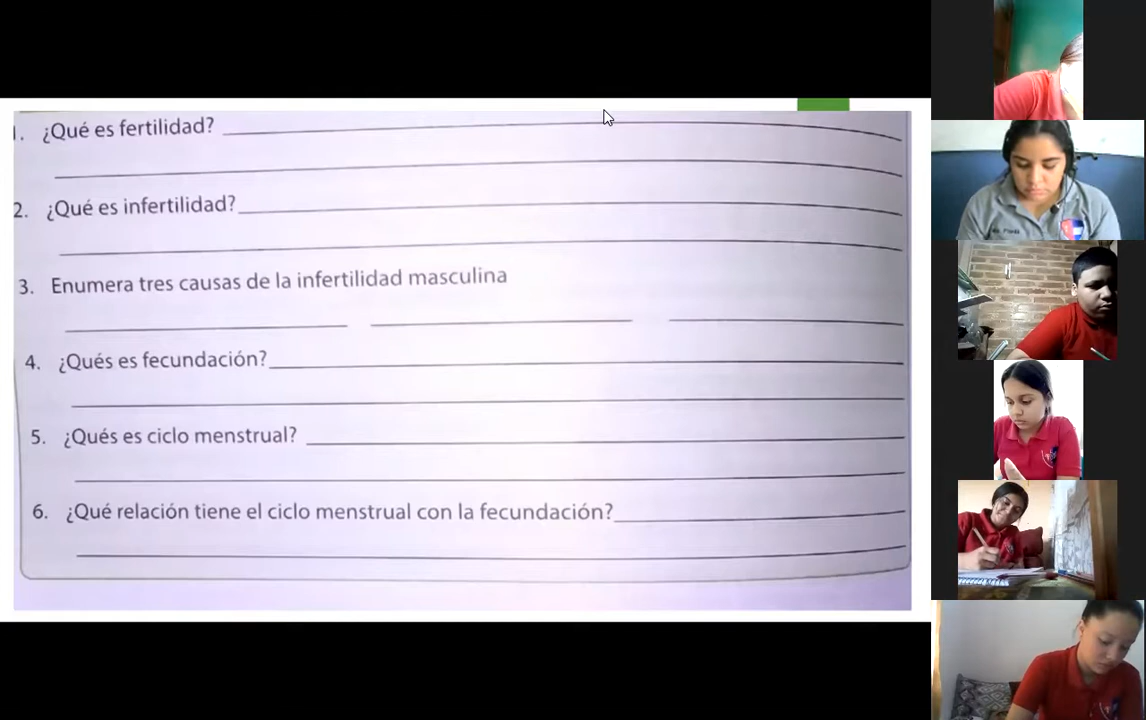 1. ¿Qué es fertilidad?
2. ¿Qué es infertilidad?
3. Enumera tres causas de la infertilidad masculina
4. ¿Qués es fecundación?
5. ¿Qués es ciclo menstrual?
6. ¿Qué relación tiene el ciclo menstrual con la fecundación?